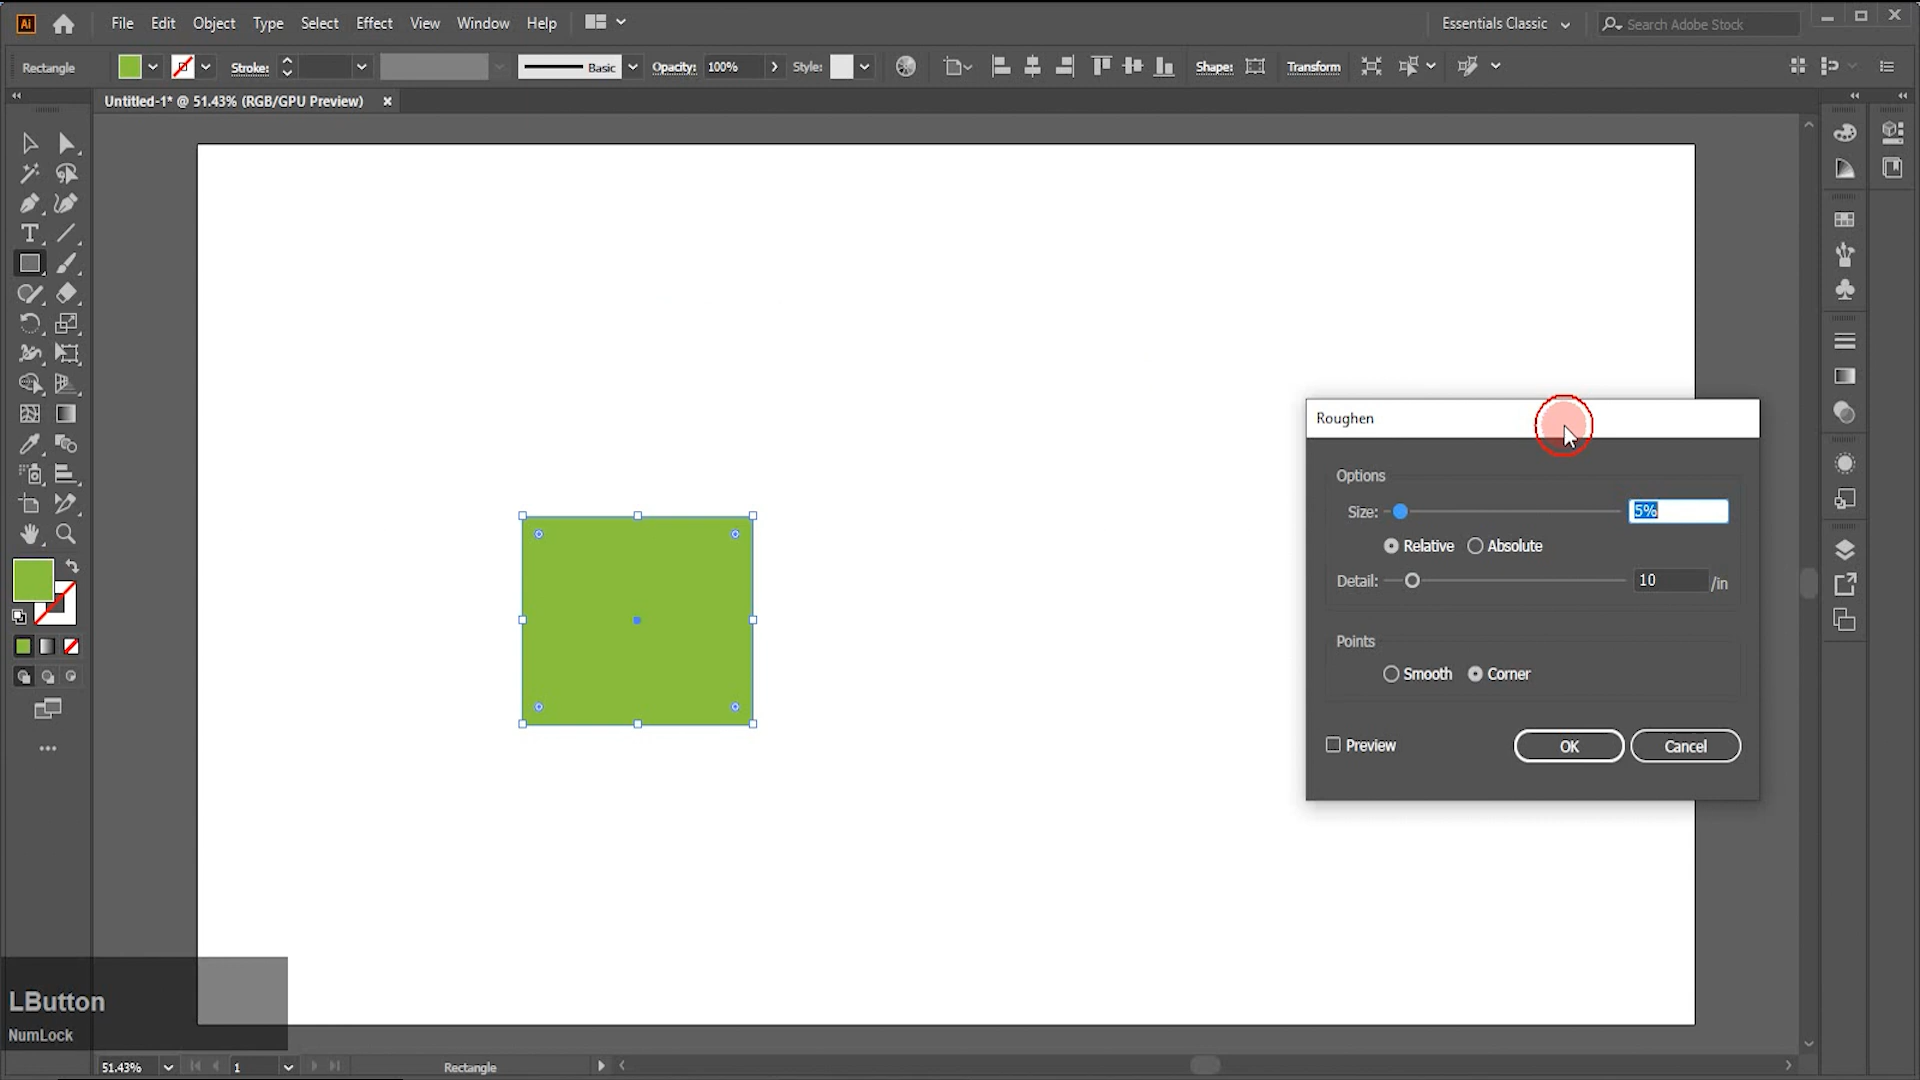 Ai File Edit Object Type Select Effect View Window Help Essentials Classic Search Adobe Stock
Rectangle Stroke: Basic Opacity: 100% Style: Shape: Transform
Untitled-1* @ 51.43% (RGB/GPU Preview)
Roughen
Options
Size: 5%
Relative Absolute
Detail: 10 /in
Points
Smooth Corner
Preview OK Cancel
LButton
NumLock
51.43% 1 Rectangle